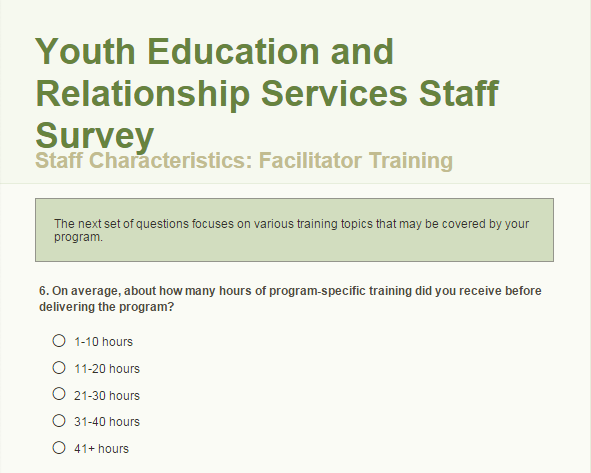 Youth Education and
Relationship Services Staff
Survey
Staff Characteristics: Facilitator Training
The next set of questions focuses on various training topics that may be covered by your
program.
6. On average, about how many hours of program-specific training did you receive before
delivering the program?
1-10 hours
11-20 hours
21-30 hours
31-40 hours
41+ hours